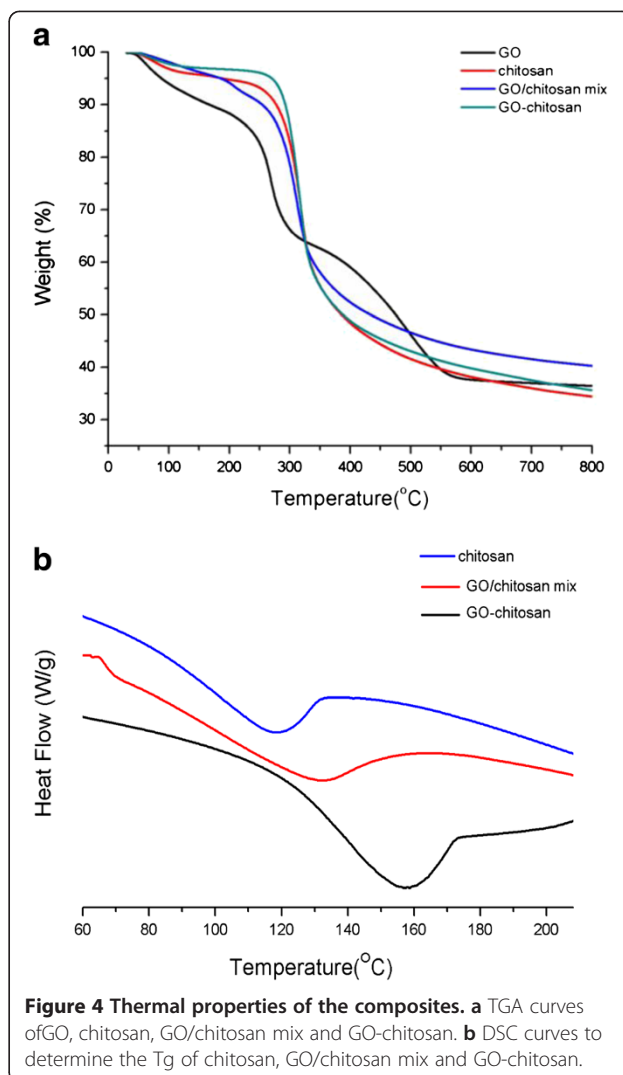 a
GO
chitosan
GO/chitosan mix
GO-chitosan
100
90
80
70
60
50
40
30
Weight (%)
0 100 200 300 400 500 600 700 800
Temperature(°C)
b
chitosan
GO/chitosan mix
GO-chitosan
Heat Flow (W/g)
60 80 100 120 140 160 180 200
Temperature(°C)
Figure 4 Thermal properties of the composites. a TGA curves
ofGO, chitosan, GO/chitosan mix and GO-chitosan. b DSC curves to
determine the Tg of chitosan, GO/chitosan mix and GO-chitosan.